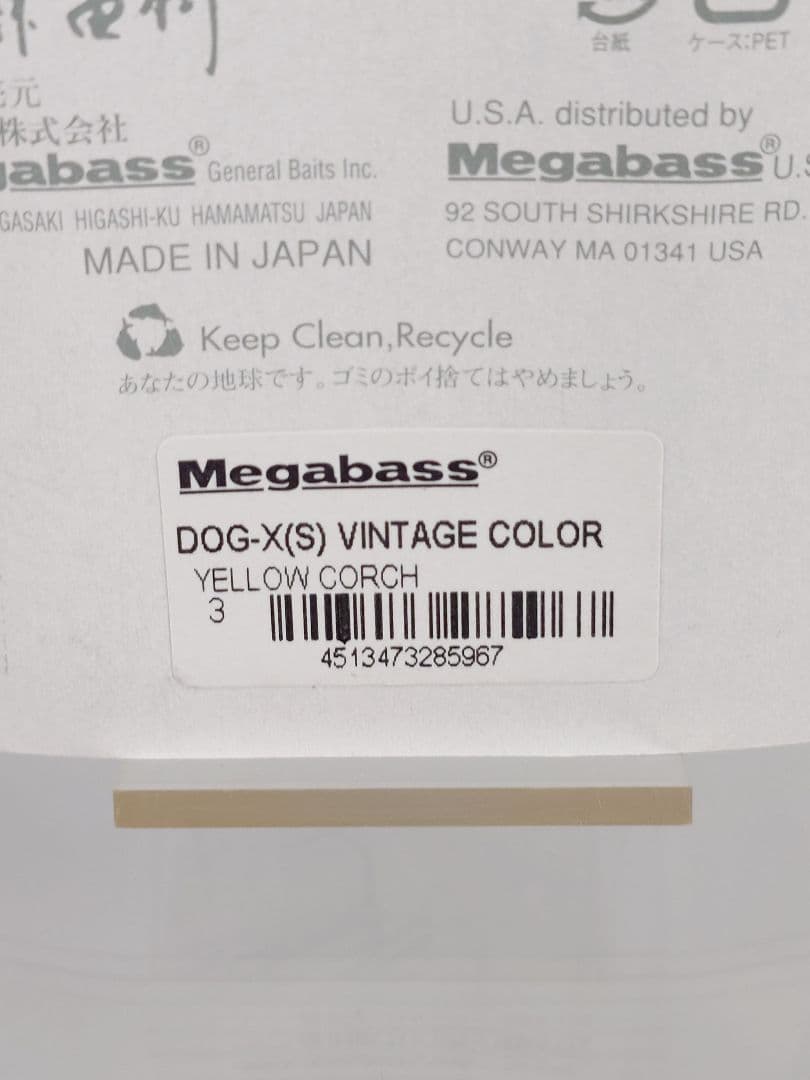 台紙 ケース:PET
元
株式会社
U.S.A. distributed by
abass® General Baits Inc.
Megabass® U.S
GASAKI HIGASHI-KU HAMAMATSU JAPAN
92 SOUTH SHIRKSHIRE RD.
MADE IN JAPAN
CONWAY MA 01341 USA
Keep Clean,Recycle
あなたの地球です。ゴミのポイ捨てはやめましょう。
Megabass®
DOG-X(S) VINTAGE COLOR
YELLOW CORCH
3
4513473285967